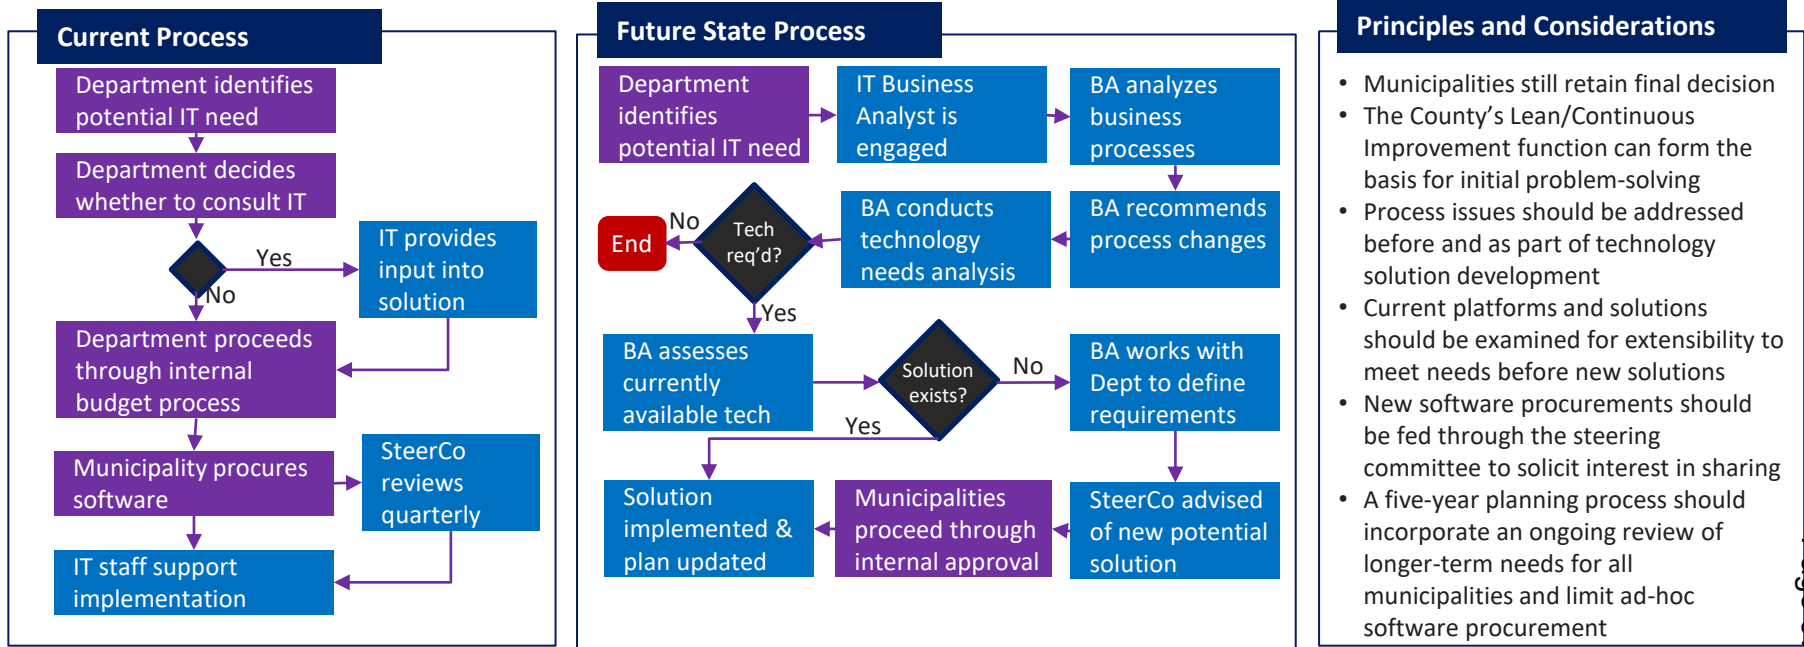 Current Process
Department identifies
potential IT need
Department decides
whether to consult IT
Yes
IT provides
input into
solution
No
Department proceeds
through internal
budget process
Municipality procures
software
SteerCo
reviews
quarterly
IT staff support
implementation
Future State Process
Department
identifies
potential IT need
IT Business
Analyst is
engaged
BA analyzes
business
processes
BA recommends
process changes
BA conducts
technology
needs analysis
Tech
req’d?
No
End
Yes
BA assesses
currently
available tech
Solution
exists?
No
BA works with
Dept to define
requirements
Yes
SteerCo advised
of new potential
solution
Municipalities
proceed through
internal approval
Solution
implemented &
plan updated
Principles and Considerations
• Municipalities still retain final decision
• The County’s Lean/Continuous
Improvement function can form the
basis for initial problem-solving
• Process issues should be addressed
before and as part of technology
solution development
• Current platforms and solutions
should be examined for extensibility to
meet needs before new solutions
• New software procurements should
be fed through the steering
committee to solicit interest in sharing
• A five-year planning process should
incorporate an ongoing review of
longer-term needs for all
municipalities and limit ad-hoc
software procurement